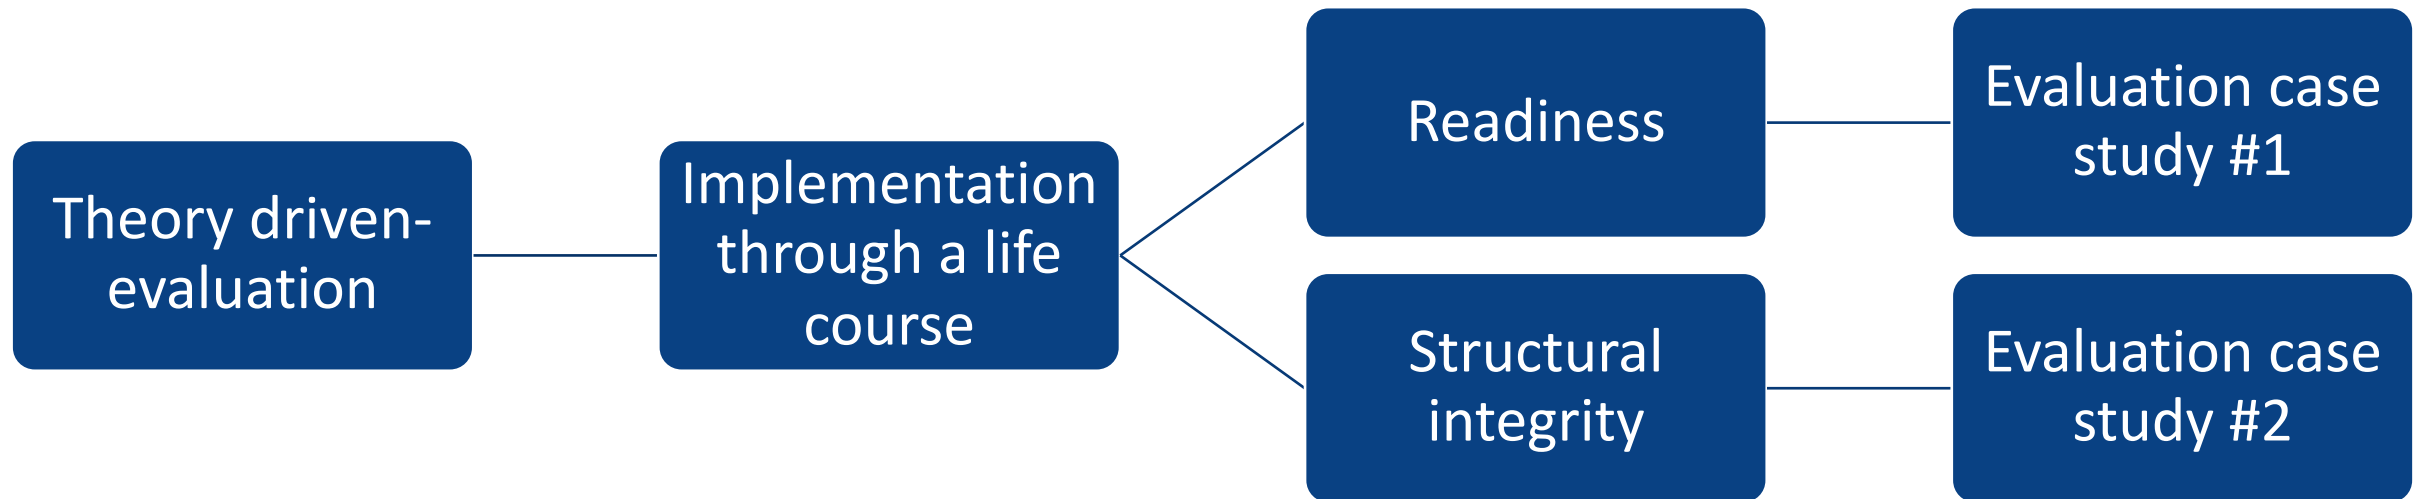 Theory driven-
evaluation
Implementation
through a life
course
Readiness
Evaluation case
study #1
Structural
integrity
Evaluation case
study #2